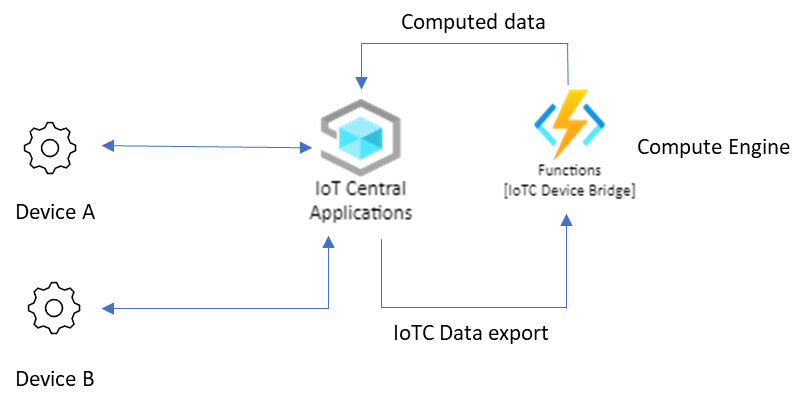 Computed data
Compute Engine
Functions
[IoTC Device Bridge]
IoT Central
Applications
Device A
IoTC Data export
Device B